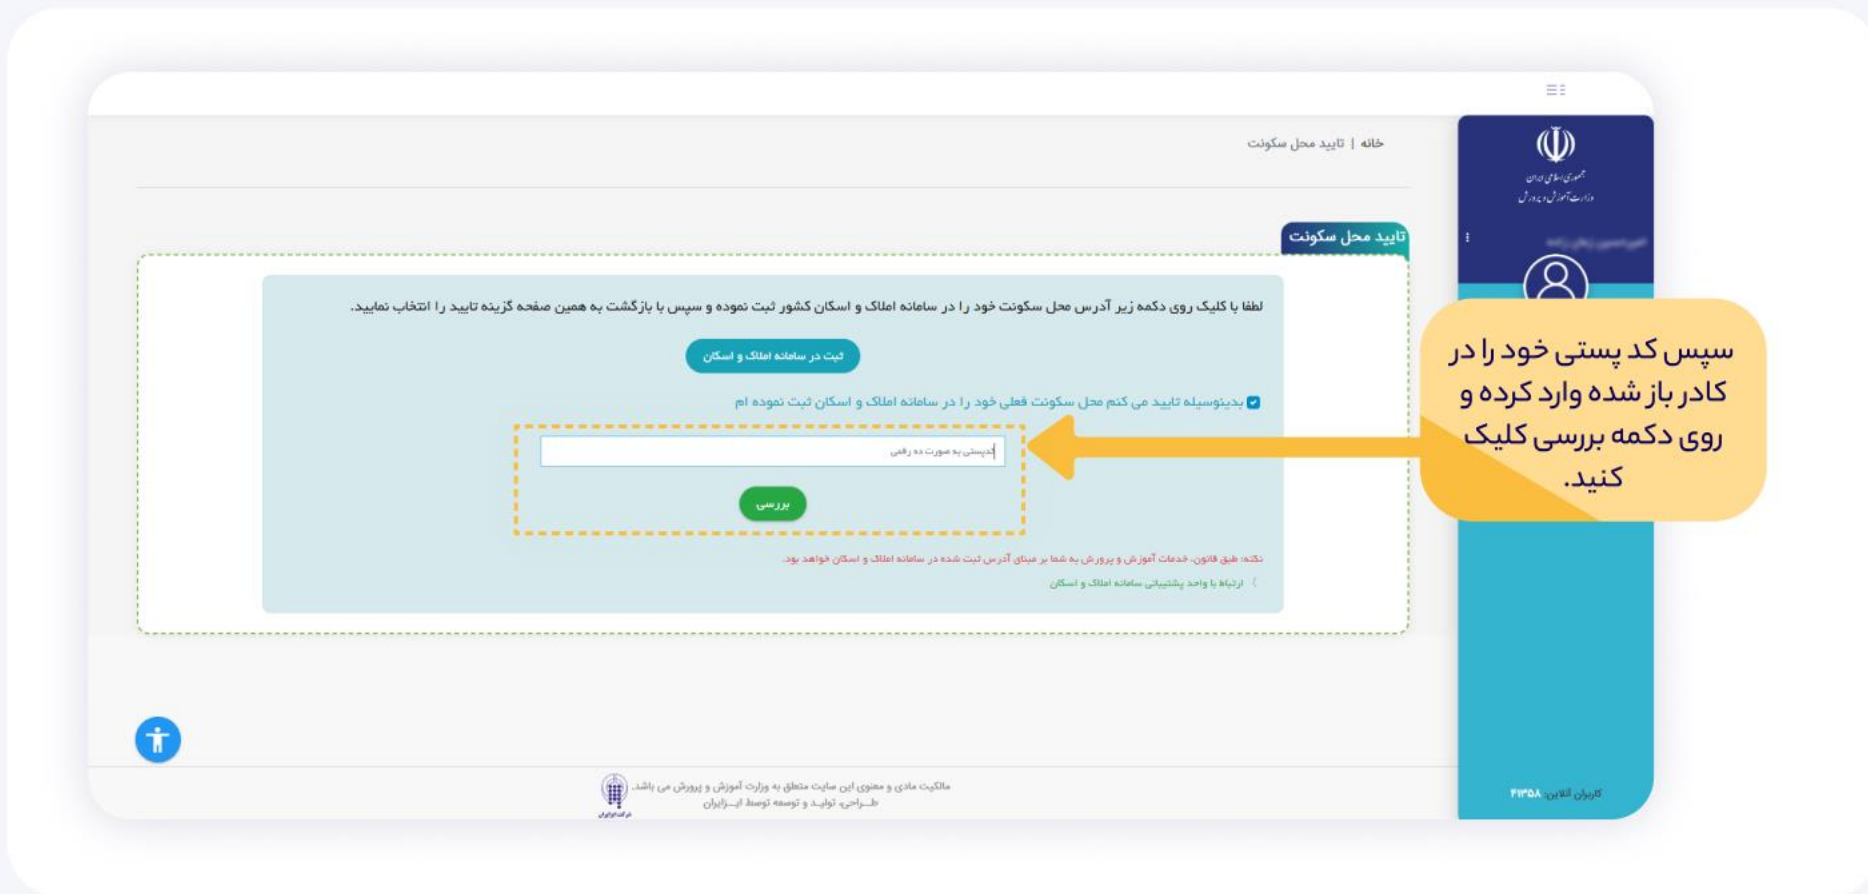 جمهوری اسلامی ایران
وزارت آموزش و پرورش
خانه | تایید محل سکونت
تایید محل سکونت
لطفا با کلیک روی دکمه زیر آدرس محل سکونت خود را در سامانه املاک و اسکان کشور ثبت نموده و سپس با بازگشت به همین صفحه گزینه تایید را انتخاب نمایید.
ثبت در سامانه املاک و اسکان
بدینوسیله تایید می کنم محل سکونت فعلی خود را در سامانه املاک و اسکان ثبت نموده ام
کدپستی به صورت ده رقمی
بررسی
نکته: طبق قانون، خدمات آموزش و پرورش به شما بر مبنای آدرس ثبت شده در سامانه املاک و اسکان خواهد بود.
ارتباط با واحد پشتیبانی سامانه املاک و اسکان
سپس کد پستی خود را در
کادر باز شده وارد کرده و
روی دکمه بررسی کلیک
کنید.
مالکیت مادی و معنوی این سایت متعلق به وزارت آموزش و پرورش می باشد.
طـــراحی، تولیـد و توسعه توسط ایـــزایران
شرکت ایزایران
کاربران آنلاین: ۴۱۳۵۸